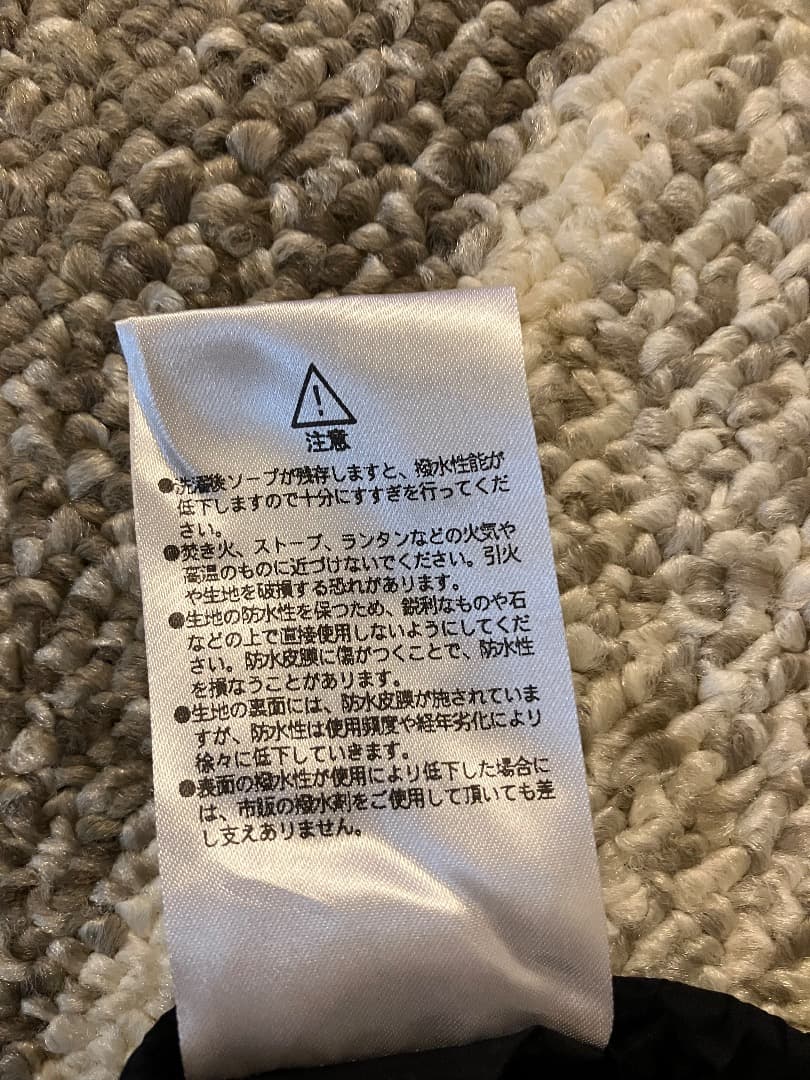 注意
●洗濯後ソープが残存しますと、撥水性能が
低下しますので十分にすすぎを行ってくだ
さい。
●焚き火、ストーブ、ランタンなどの火気や
高温のものに近づけないでください。引火
や生地を破損する恐れがあります。
●生地の防水性を保つため、鋭利なものや石
などの上で直接使用しないようにしてくだ
さい。防水皮膜に傷がつくことで、防水性
を損なうことがあります。
●生地の裏面には、防水皮膜が施されていま
すが、防水性は使用頻度や経年劣化により
徐々に低下していきます。
●表面の撥水性が使用により低下した場合に
は、市販の撥水剤をご使用して頂いても差
し支えありません。